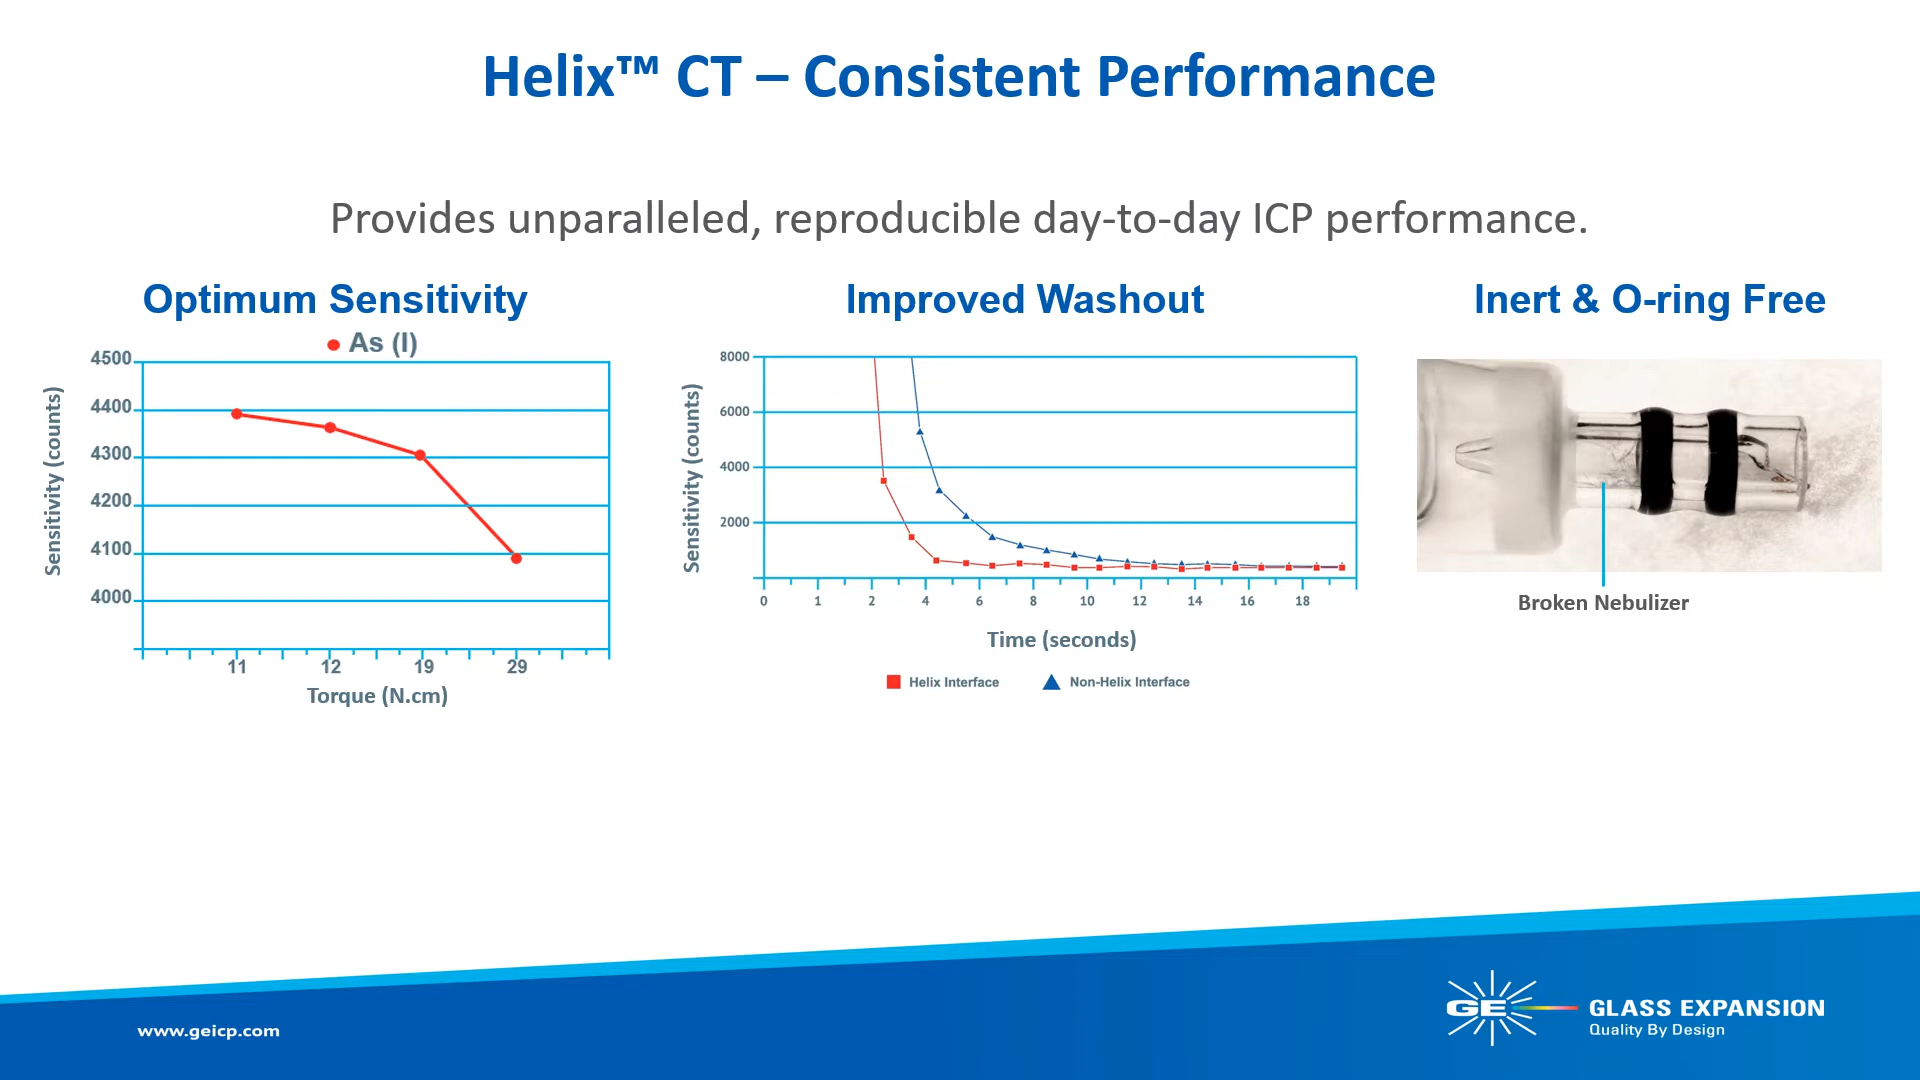 Helix™ CT – Consistent Performance
Provides unparalleled, reproducible day-to-day ICP performance.
Optimum Sensitivity
As (I)
4500
4400
4300
4200
4100
4000
Sensitivity (counts)
11 12 19 29
Torque (N.cm)
Improved Washout
8000
6000
4000
2000
Sensitivity (counts)
0 1 2 4 6 8 10 12 14 16 18
Time (seconds)
Helix Interface Non-Helix Interface
Inert & O-ring Free
Broken Nebulizer
www.geicp.com
GE GLASS EXPANSION
Quality By Design